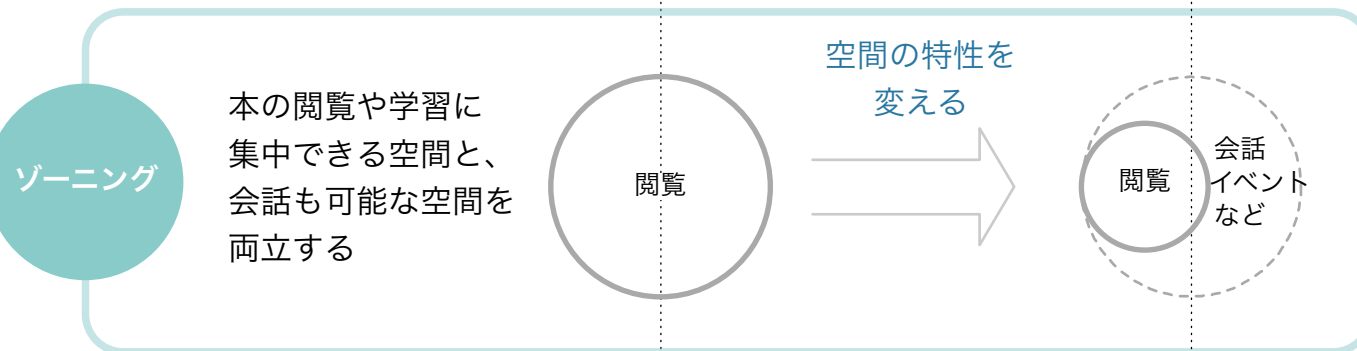 ゾーニング
本の閲覧や学習に
集中できる空間と、
会話も可能な空間を
両立する
閲覧
空間の特性を
変える
閲覧
会話
イベント
など